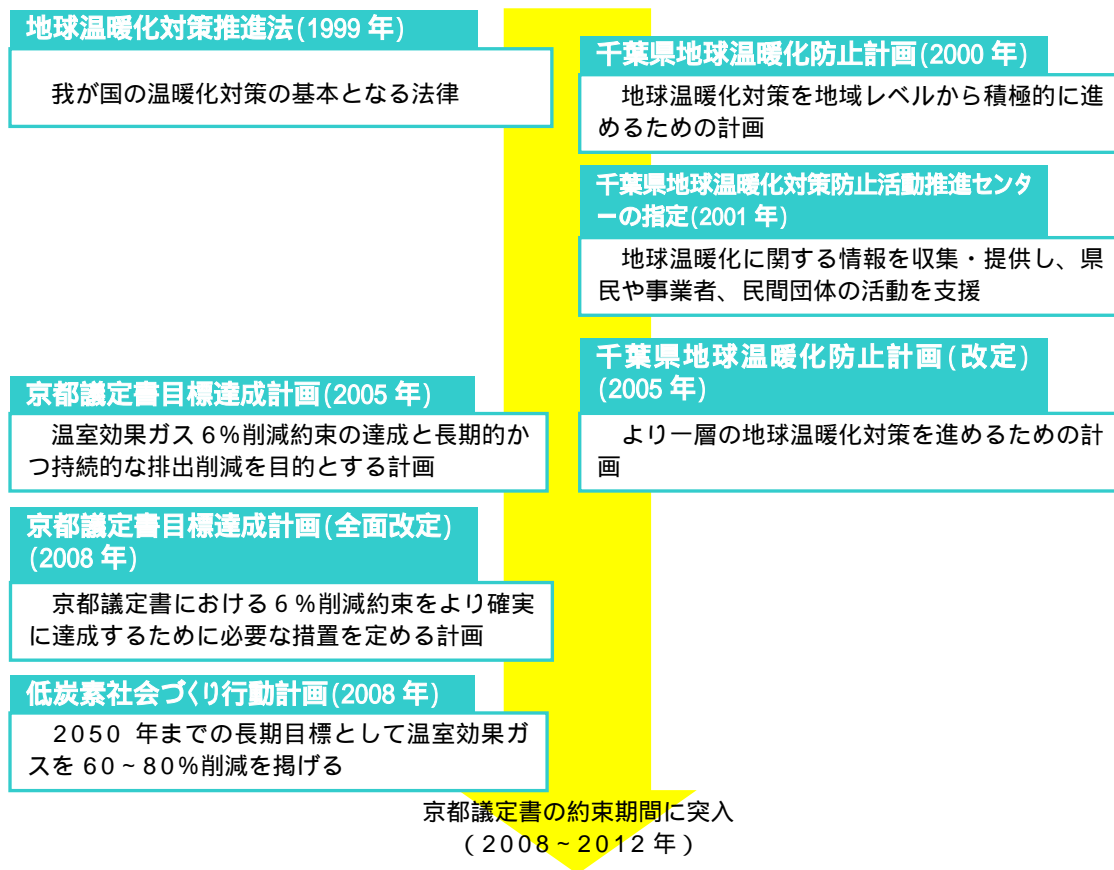 地球温暖化対策推進法(1999 年)
我が国の温暖化対策の基本となる法律
千葉県地球温暖化防止計画(2000 年)
地球温暖化対策を地域レベルから積極的に進
めるための計画
千葉県地球温暖化対策防止活動推進センタ
ーの指定(2001 年)
地球温暖化に関する情報を収集・提供し、県
民や事業者、民間団体の活動を支援
千葉県地球温暖化防止計画(改定)
(2005 年)
より一層の地球温暖化対策を進めるための計
画
京都議定書目標達成計画(2005 年)
温室効果ガス 6%削減約束の達成と長期的か
つ持続的な排出削減を目的とする計画
京都議定書目標達成計画(全面改定)
(2008 年)
京都議定書における 6 %削減約束をより確実
に達成するために必要な措置を定める計画
低炭素社会づくり行動計画(2008 年)
2050 年までの長期目標として温室効果ガ
スを 60~80%削減を掲げる
京都議定書の約束期間に突入
(2008~2012 年)